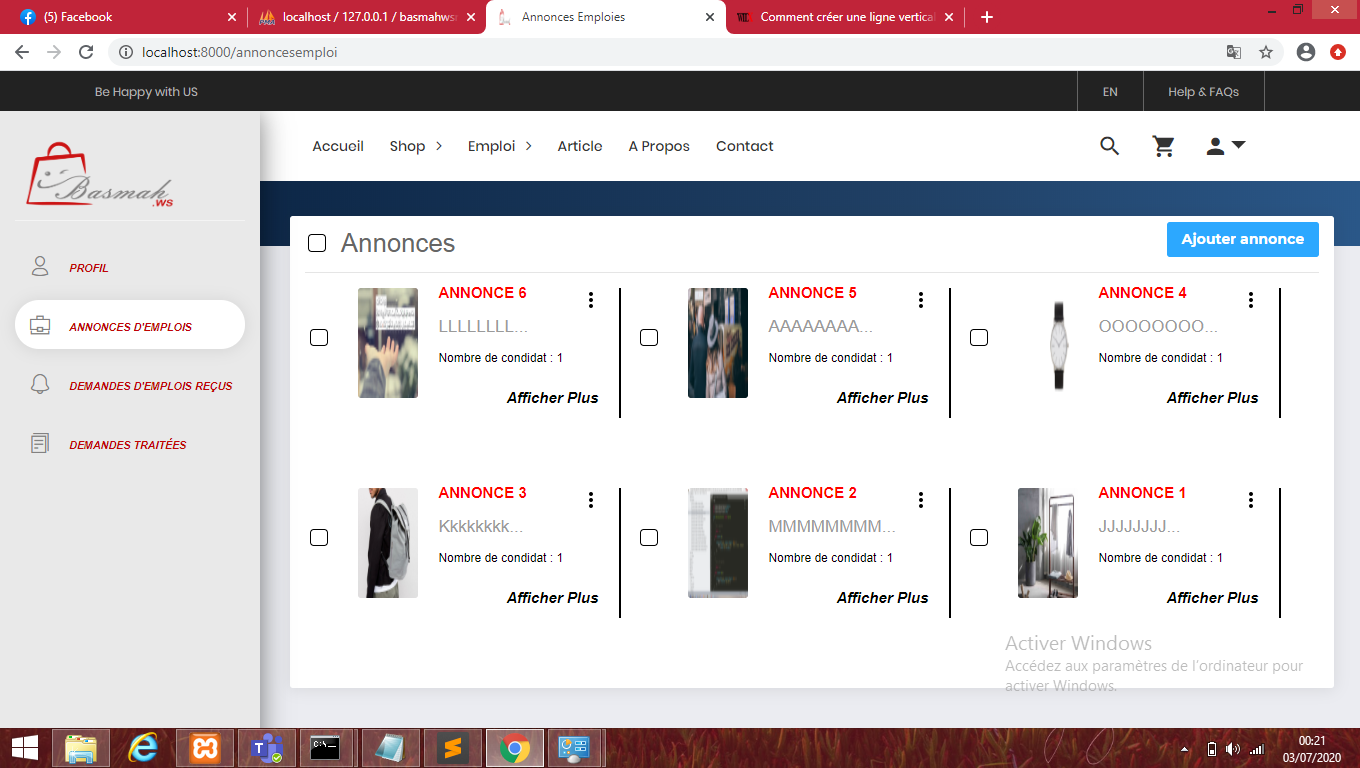 (5) Facebook
localhost / 127.0.0.1 / basmahws
Annonces Emploies
Comment créer une ligne vertical
localhost:8000/annoncesemploi
Be Happy with US
EN
Help & FAQs
Basmah
.ws
Accueil
Shop
Emploi
Article
A Propos
Contact
PROFIL
ANNONCES D'EMPLOIS
DEMANDES D'EMPLOIS REÇUS
DEMANDES TRAITÉES
Annonces
Ajouter annonce
ANNONCE 6
LLLLLLLL...
Nombre de condidat : 1
Afficher Plus
ANNONCE 5
AAAAAAAA...
Nombre de condidat : 1
Afficher Plus
ANNONCE 4
OOOOOOOO...
Nombre de condidat : 1
Afficher Plus
ANNONCE 3
Kkkkkkkk...
Nombre de condidat : 1
Afficher Plus
ANNONCE 2
MMMMMMMM...
Nombre de condidat : 1
Afficher Plus
ANNONCE 1
JJJJJJJJ...
Nombre de condidat : 1
Afficher Plus
Activer Windows
Accédez aux paramètres de l'ordinateur pour
activer Windows.
00:21
03/07/2020